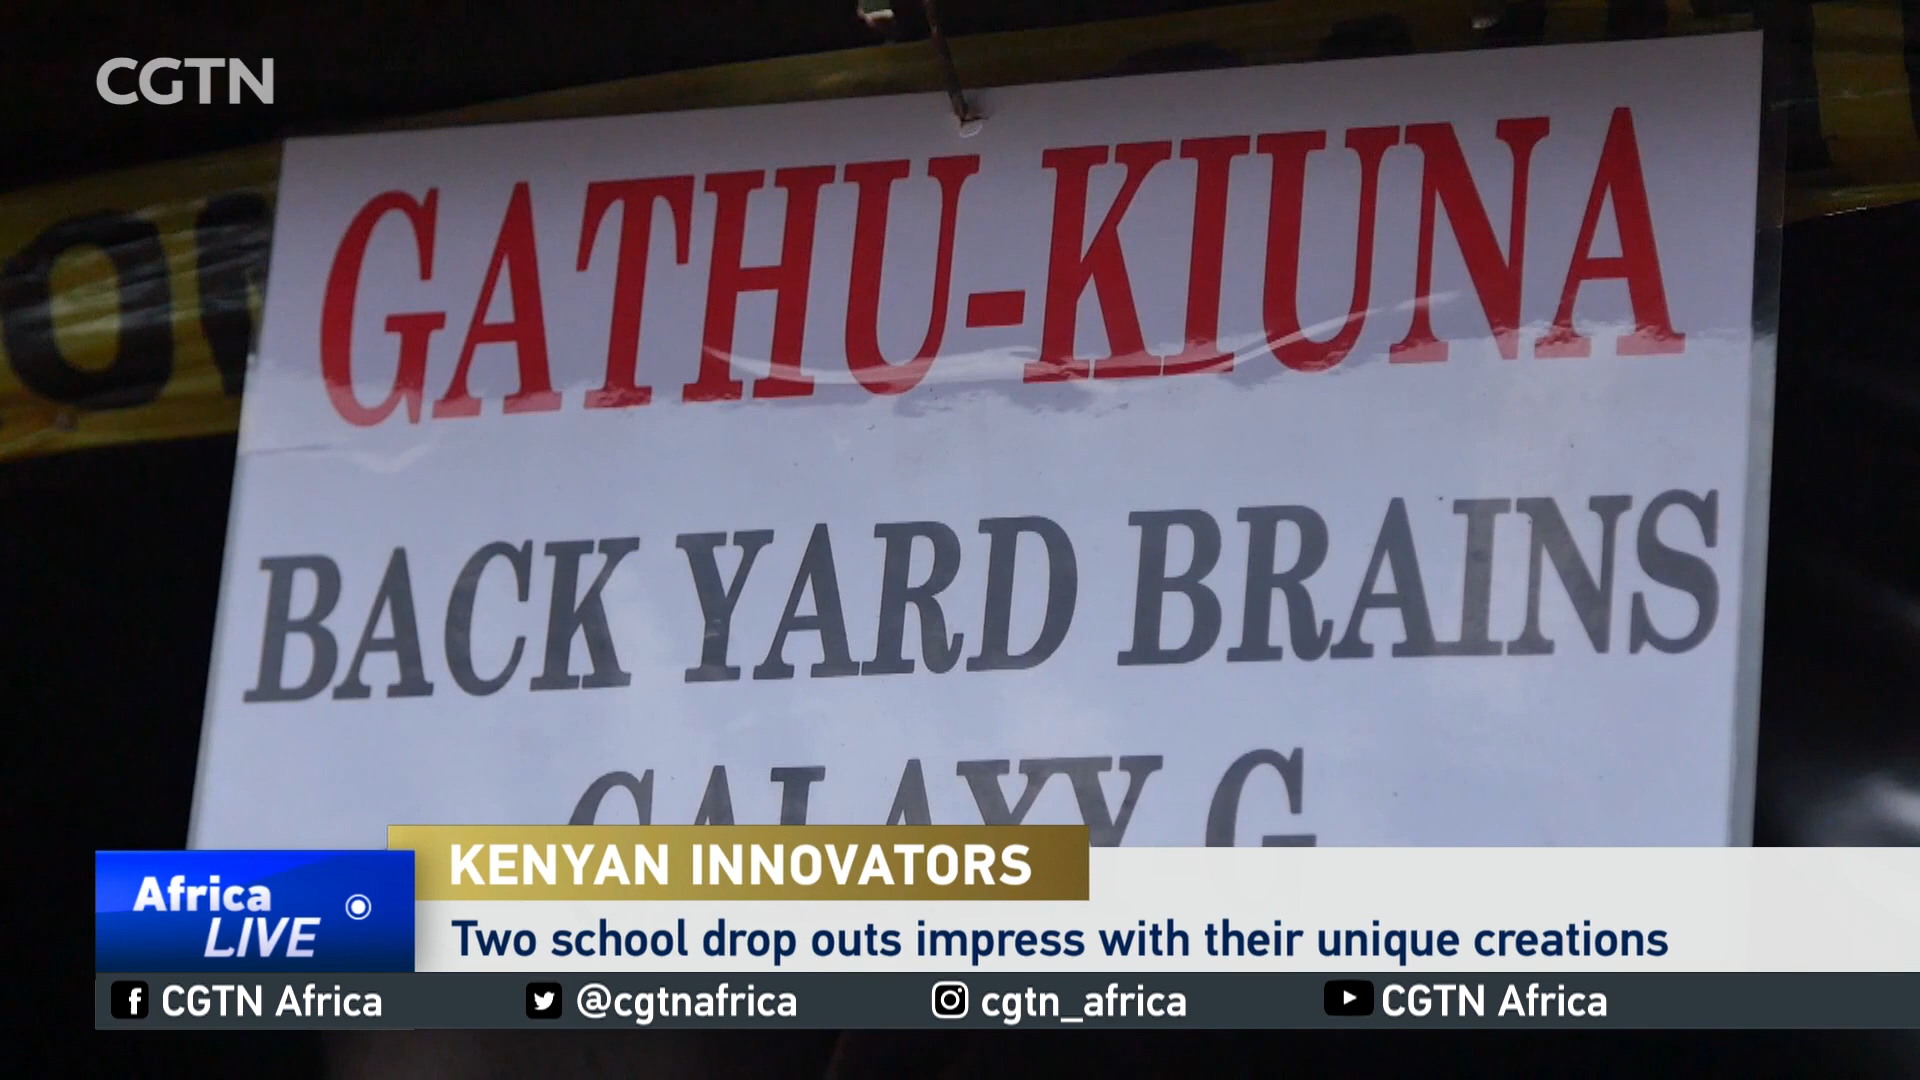 CGTN
GATHU-KIUNA
BACK YARD BRAINS
GALAXY G
KENYAN INNOVATORS
Africa
LIVE
Two school drop outs impress with their unique creations
CGTN Africa
@cgtnafrica
cgtn_africa
CGTN Africa